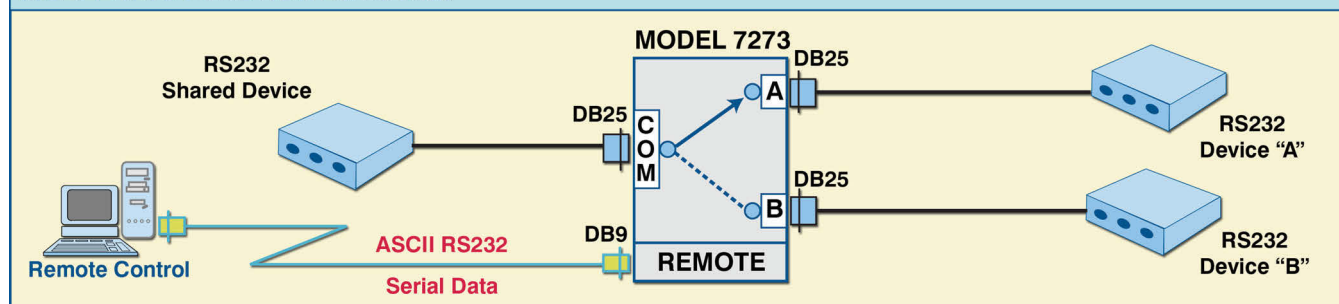 MODEL 7273
RS232
Shared Device
DB25
COM
A
DB25
RS232
Device “A”
B
DB25
RS232
Device “B”
Remote Control
ASCII RS232
Serial Data
DB9
REMOTE